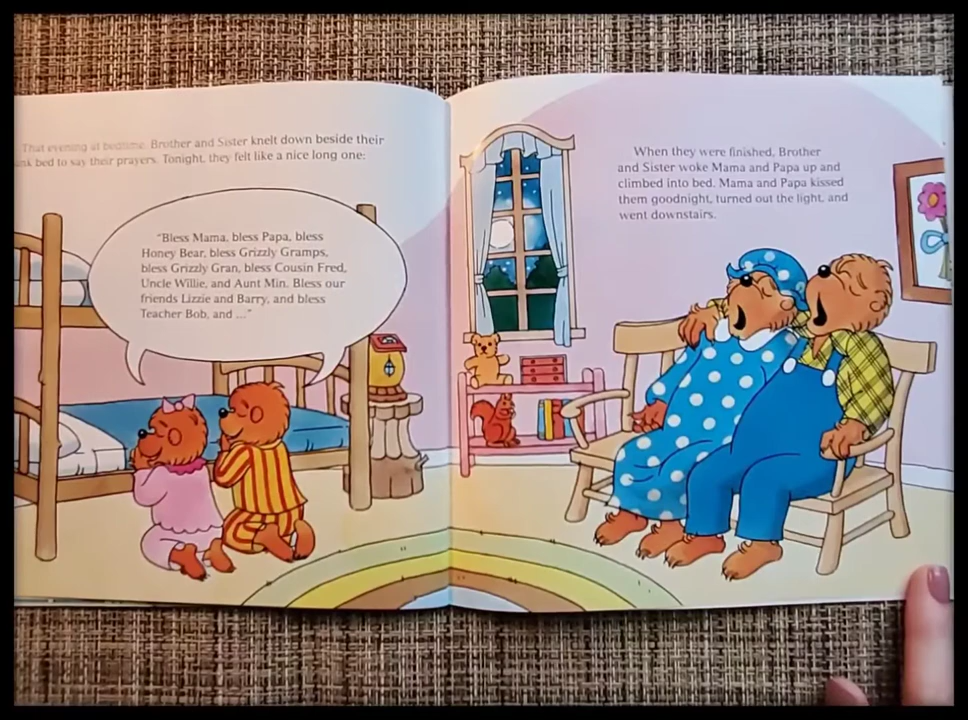 That evening at bedtime, Brother and Sister knelt down beside their
bed to say their prayers. Tonight, they felt like a nice long one:
"Bless Mama, bless Papa, bless
Honey Bear, bless Grizzly Gramps,
bless Grizzly Gran, bless Cousin Fred,
Uncle Willie, and Aunt Min. Bless our
friends Lizzie and Barry, and bless
Teacher Bob, and ..."
When they were finished, Brother
and Sister woke Mama and Papa up and
climbed into bed. Mama and Papa kissed
them goodnight, turned out the light, and
went downstairs.